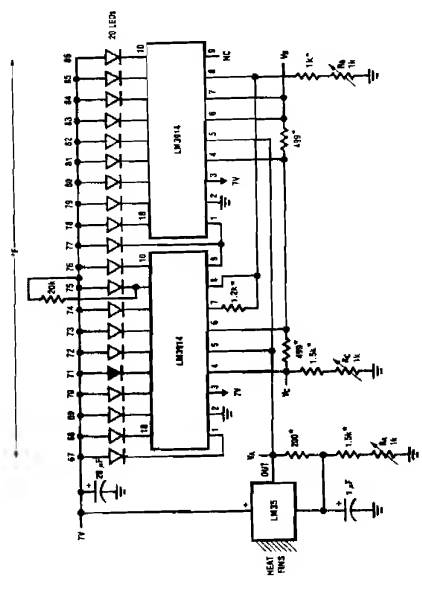 °F
67 68 69 70 71 72 73 74 75 76 77 78 79 80 81 82 83 84 85 86
20k
20 LEDs
7V
20 μF
18 10 18 10
LM3914
LM3914
1 2 3 4 5 6 7 8 9
1 2 3 4 5 6 7 8 9
NC
7V
7V
HEAT
FINS
LM35
+
OUT
VA
200*
1.5k*
RA
1k
1 μF
VC
499*
1.5k*
RC
1k
1.2k*
499*
VB
1k*
RB
1k